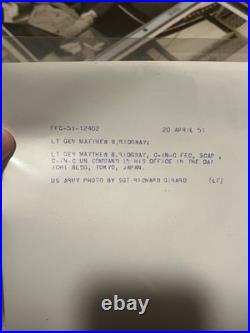 FEC-51-12402 20 APRIL 51
LT GEN MATTHEW B.RIDGWAY:
LT GEN MATTHEW B.RIDGWAY, C-IN-C FEC, SCAP ,
C-IN-C UN COMMAND IN HIS OFFICE IN THE DAI
ICHI BLDG, TOKYO, JAPAN.
US ARMY PHOTO BY SGT RICHARD GIRARD (LF)